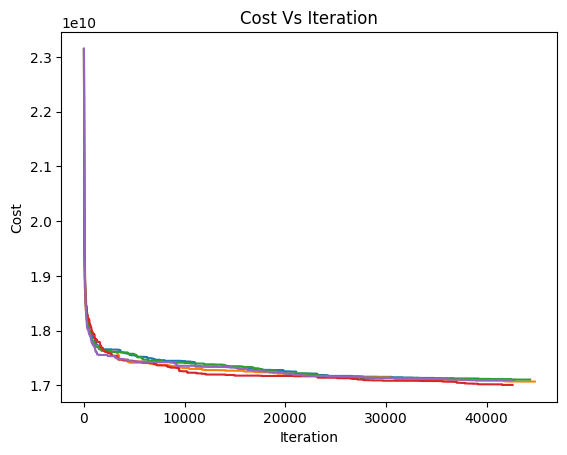 Cost Vs Iteration
1e10
2.3
2.2
2.1
2.0
1.9
1.8
1.7
Cost
0 10000 20000 30000 40000
Iteration